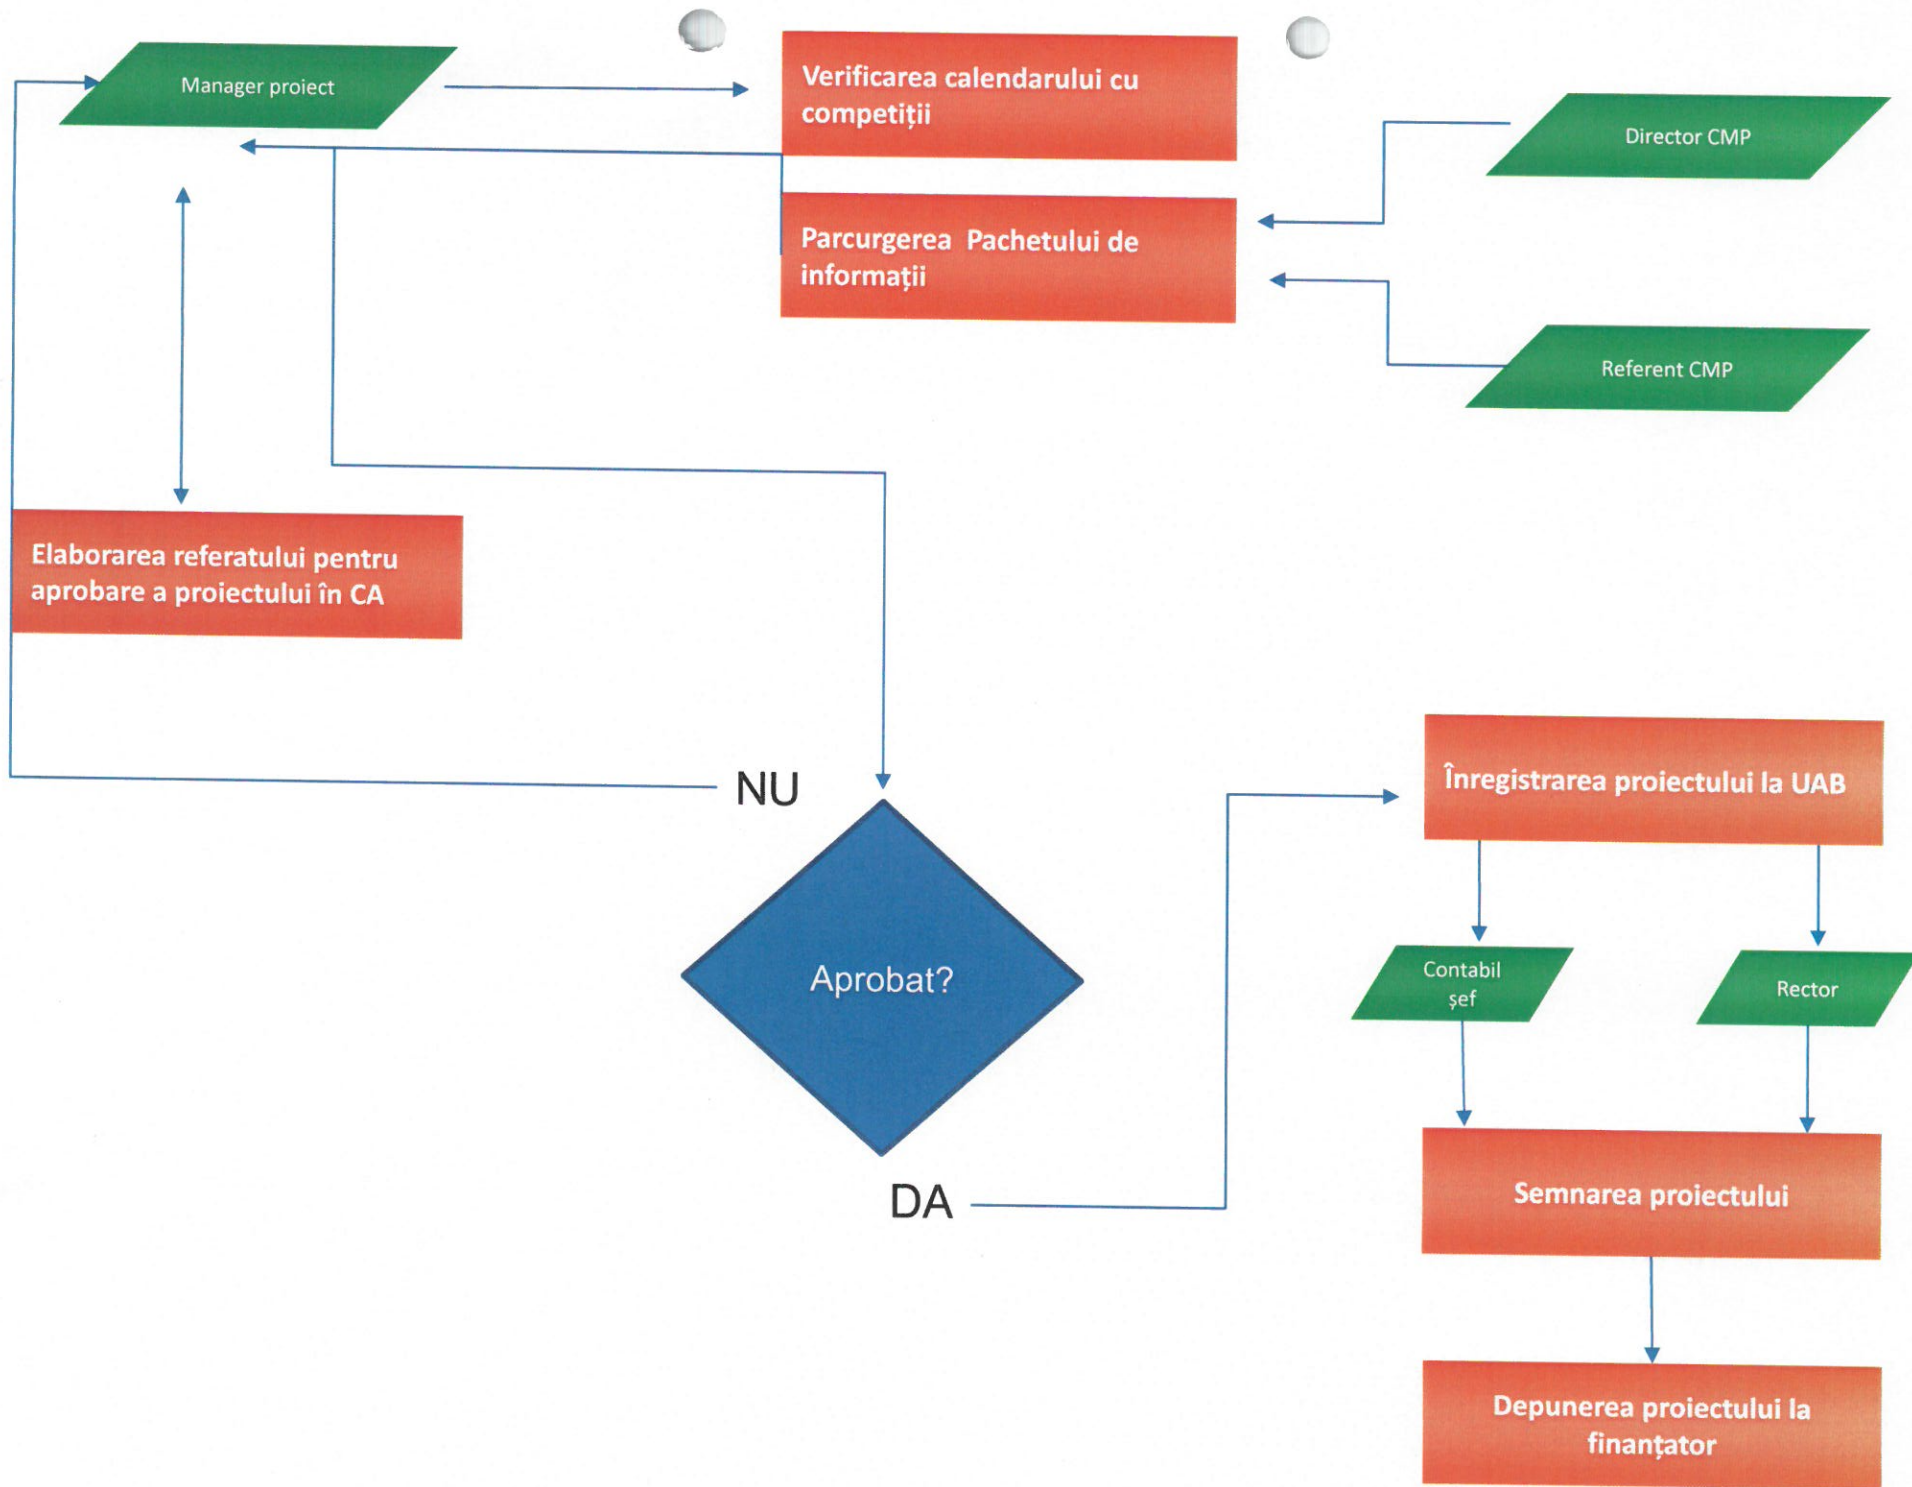 Manager proiect
Verificarea calendarului cu
competiții
Director CMP
Parcurgerea Pachetului de
informații
Referent CMP
Elaborarea referatului pentru
aprobare a proiectului în CA
NU
Înregistrarea proiectului la UAB
Aprobat?
Contabil
șef
Rector
DA
Semnarea proiectului
Depunerea proiectului la
finanțator